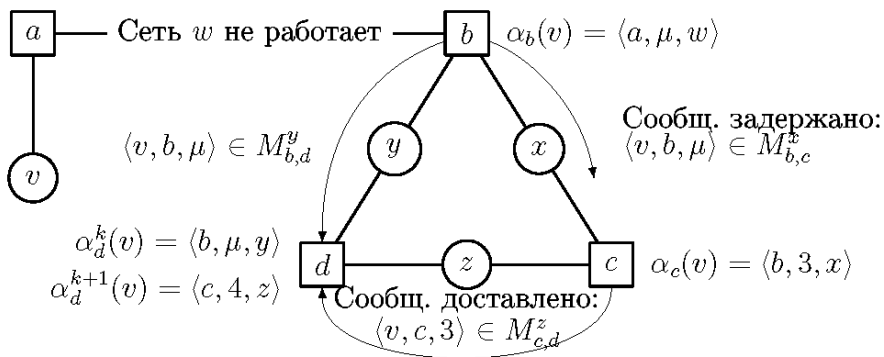 a Сеть w не работает b α_b(v) = ⟨a, μ, w⟩
Сообщ. задержано:
⟨v, b, μ⟩ ∈ M^y_{b,d} y x ⟨v, b, μ⟩ ∈ M^x_{b,c}
v
α^k_d(v) = ⟨b, μ, y⟩
d z c α_c(v) = ⟨b, 3, x⟩
α^{k+1}_d(v) = ⟨c, 4, z⟩
Сообщ. доставлено:
⟨v, c, 3⟩ ∈ M^z_{c,d}